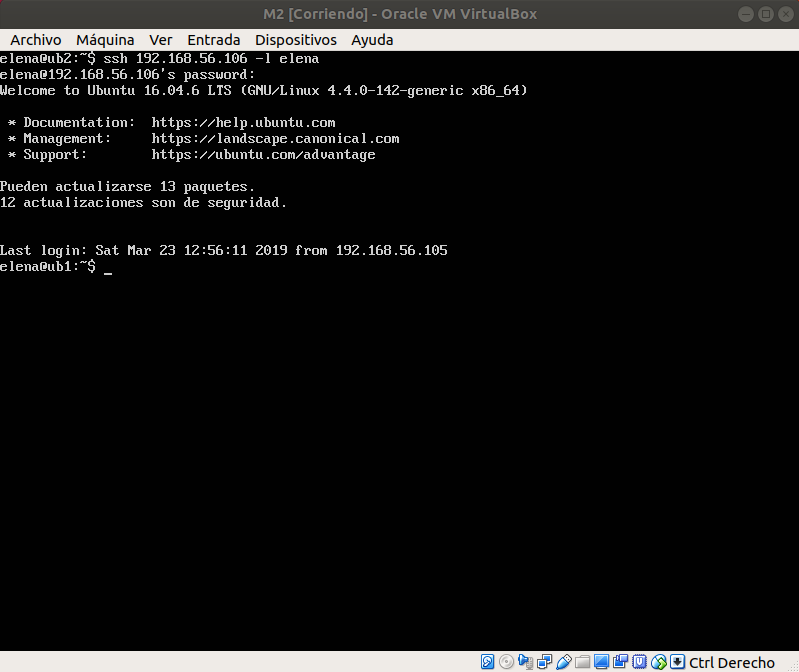 M2 [Corriendo] - Oracle VM VirtualBox
Archivo Máquina Ver Entrada Dispositivos Ayuda
elena@ub2:~$ ssh 192.168.56.106 -l elena
elena@192.168.56.106's password:
Welcome to Ubuntu 16.04.6 LTS (GNU/Linux 4.4.0-142-generic x86_64)
* Documentation: https://help.ubuntu.com
* Management: https://landscape.canonical.com
* Support: https://ubuntu.com/advantage
Pueden actualizarse 13 paquetes.
12 actualizaciones son de seguridad.
Last login: Sat Mar 23 12:56:11 2019 from 192.168.56.105
elena@ub1:~$ _
Ctrl Derecho